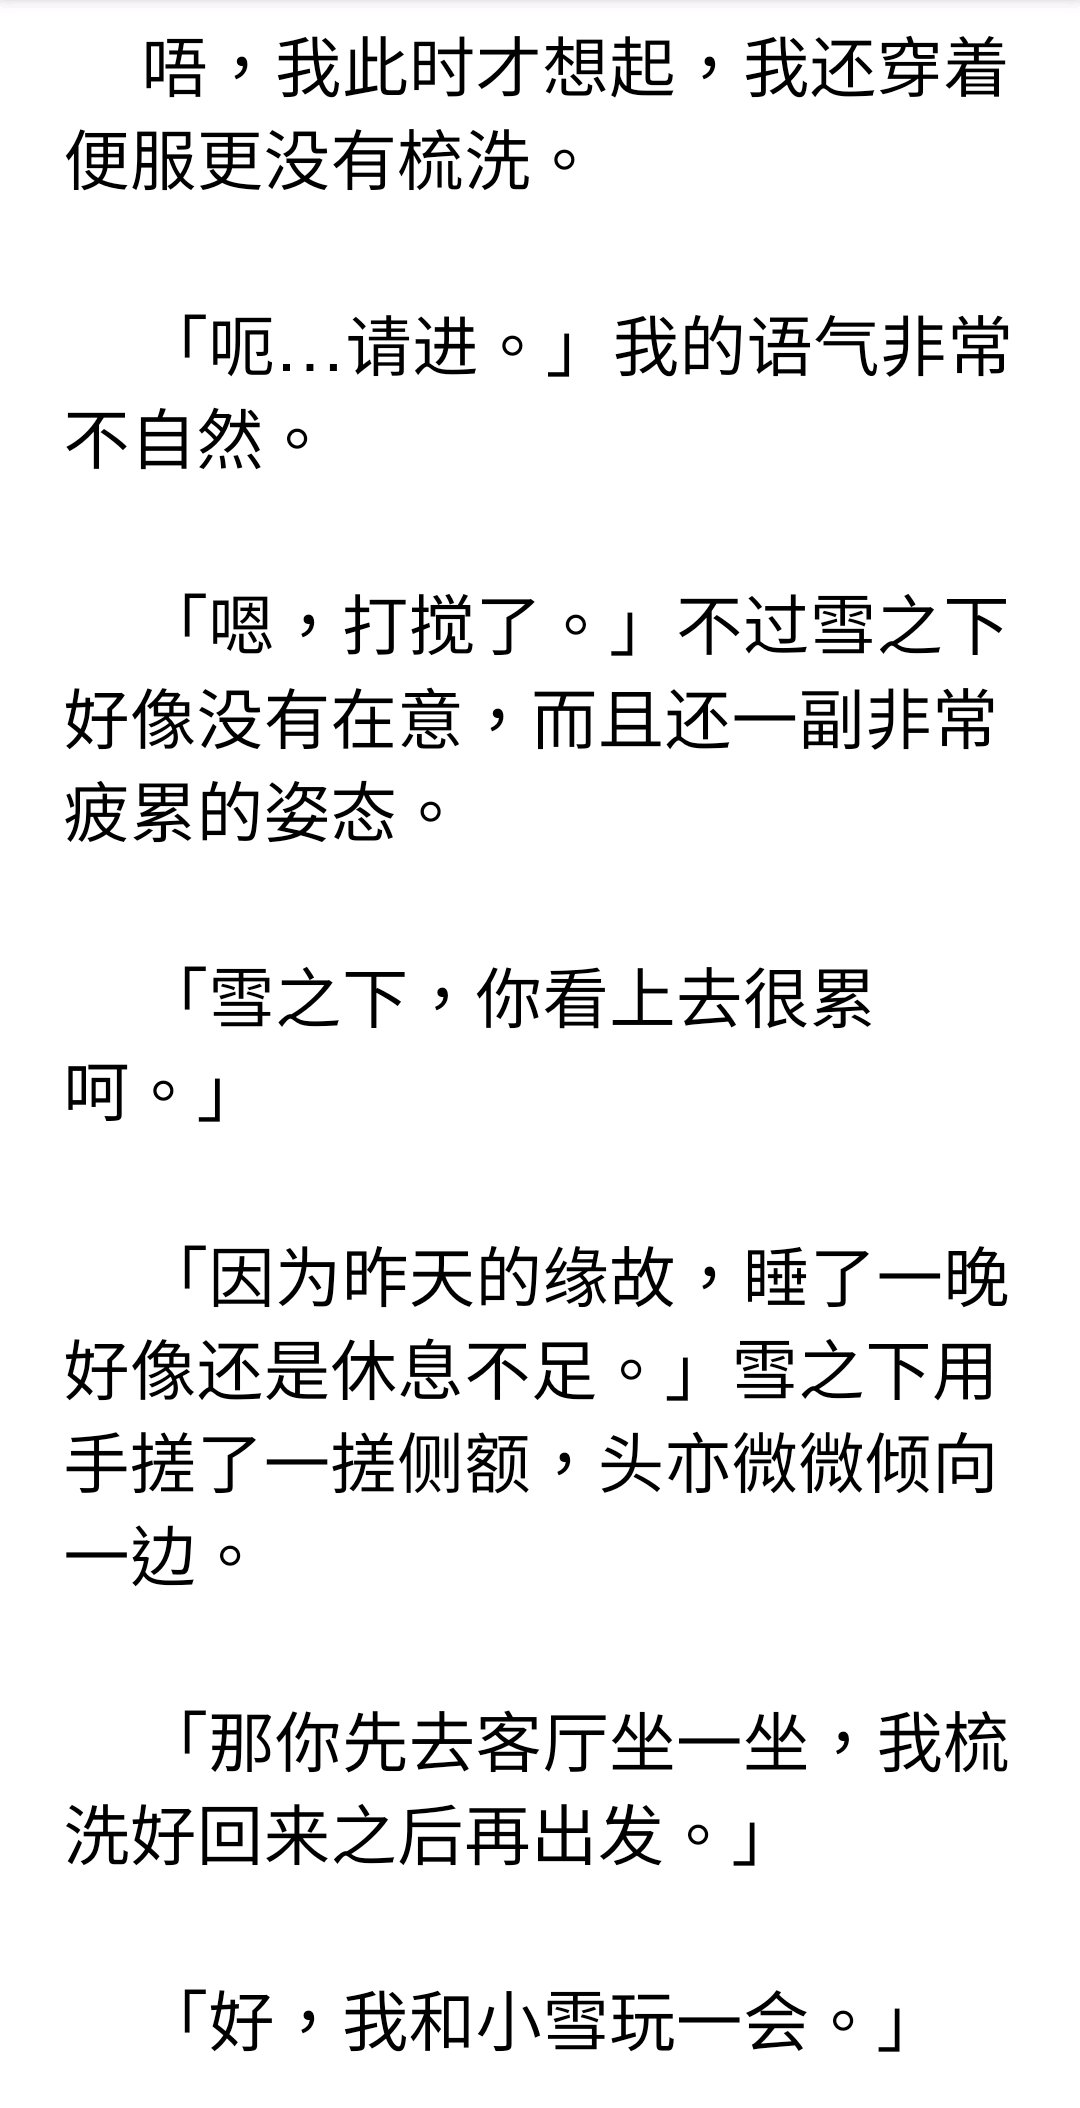 唔，我此时才想起，我还穿着
便服更没有梳洗。
「呃…请进。」我的语气非常
不自然。
「嗯，打搅了。」不过雪之下
好像没有在意，而且还一副非常
疲累的姿态。
「雪之下，你看上去很累
呵。」
「因为昨天的缘故，睡了一晚
好像还是休息不足。」雪之下用
手搓了一搓侧额，头亦微微倾向
一边。
「那你先去客厅坐一坐，我梳
洗好回来之后再出发。」
「好，我和小雪玩一会。」